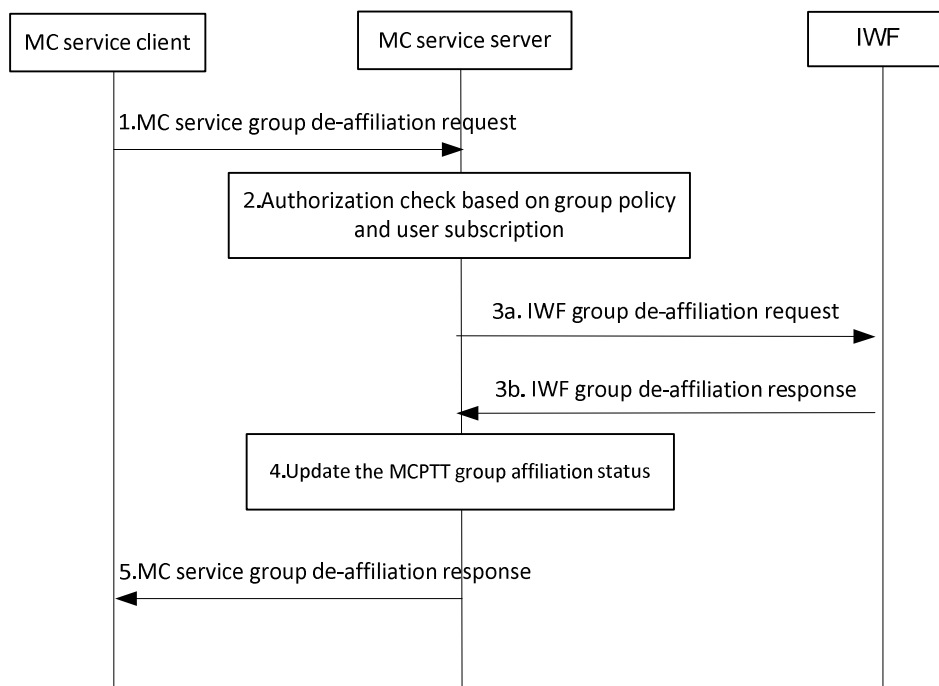 MC service client
MC service server
IWF
1.MC service group de-affiliation request
2.Authorization check based on group policy
and user subscription
3a. IWF group de-affiliation request
3b. IWF group de-affiliation response
4.Update the MCPTT group affiliation status
5.MC service group de-affiliation response